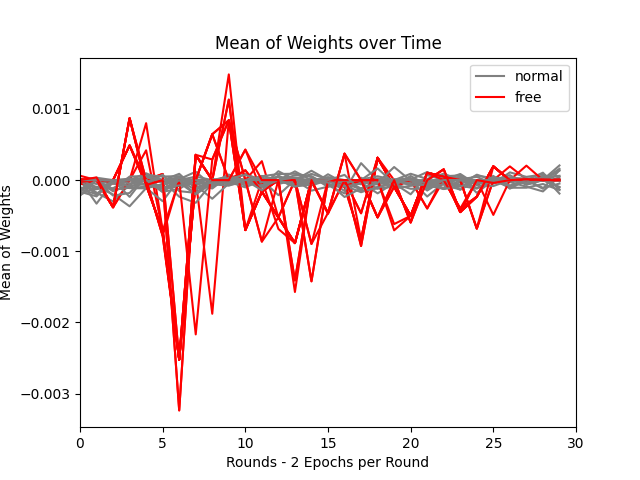 Mean of Weights over Time
normal
free
0.001
0.000
−0.001
−0.002
−0.003
Mean of Weights
0 5 10 15 20 25 30
Rounds - 2 Epochs per Round